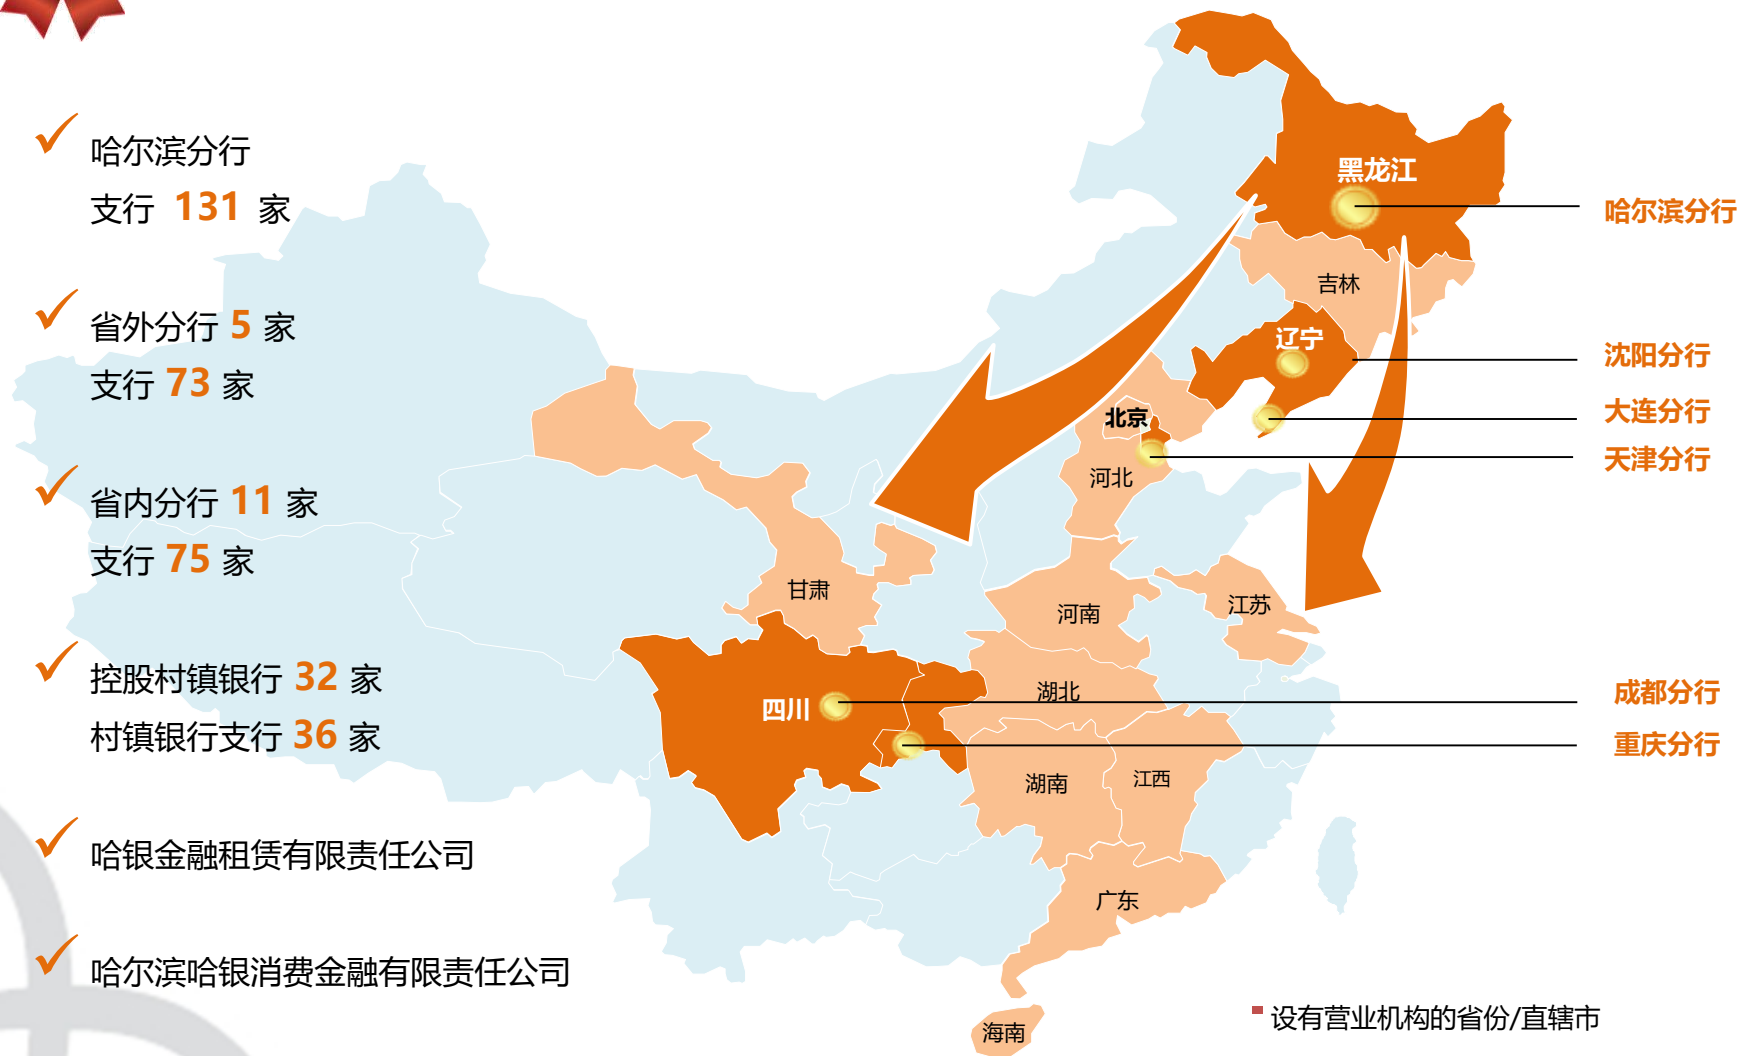 哈尔滨分行
支行 131 家
省外分行 5 家
支行 73 家
省内分行 11 家
支行 75 家
控股村镇银行 32 家
村镇银行支行 36 家
哈银金融租赁有限责任公司
哈尔滨哈银消费金融有限责任公司
黑龙江
哈尔滨分行
吉林
辽宁
沈阳分行
大连分行
北京
天津分行
河北
甘肃
河南
江苏
湖北
四川
成都分行
重庆分行
湖南
江西
广东
海南
设有营业机构的省份/直辖市